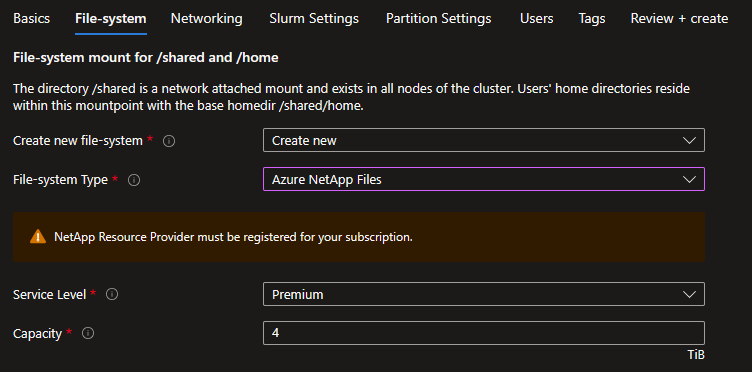 Basics File-system Networking Slurm Settings Partition Settings Users Tags Review + create
File-system mount for /shared and /home
The directory /shared is a network attached mount and exists in all nodes of the cluster. Users' home directories reside
within this mountpoint with the base homedir /shared/home.
Create new file-system * Create new
File-system Type * Azure NetApp Files
NetApp Resource Provider must be registered for your subscription.
Service Level * Premium
Capacity * 4
TiB